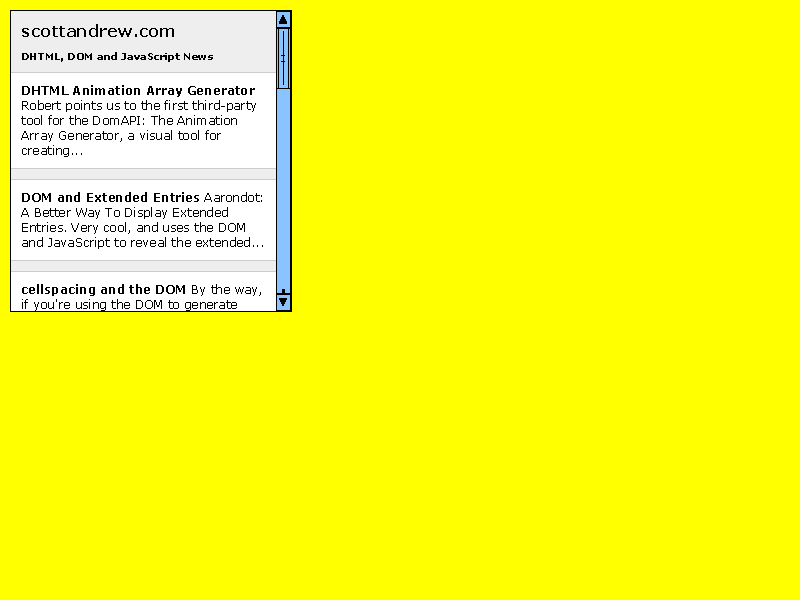 scottandrew.com
DHTML, DOM and JavaScript News
DHTML Animation Array Generator
Robert points us to the first third-party
tool for the DomAPI: The Animation
Array Generator, a visual tool for
creating...
DOM and Extended Entries Aarondot:
A Better Way To Display Extended
Entries. Very cool, and uses the DOM
and JavaScript to reveal the extended...
cellspacing and the DOM By the way,
if you're using the DOM to generate